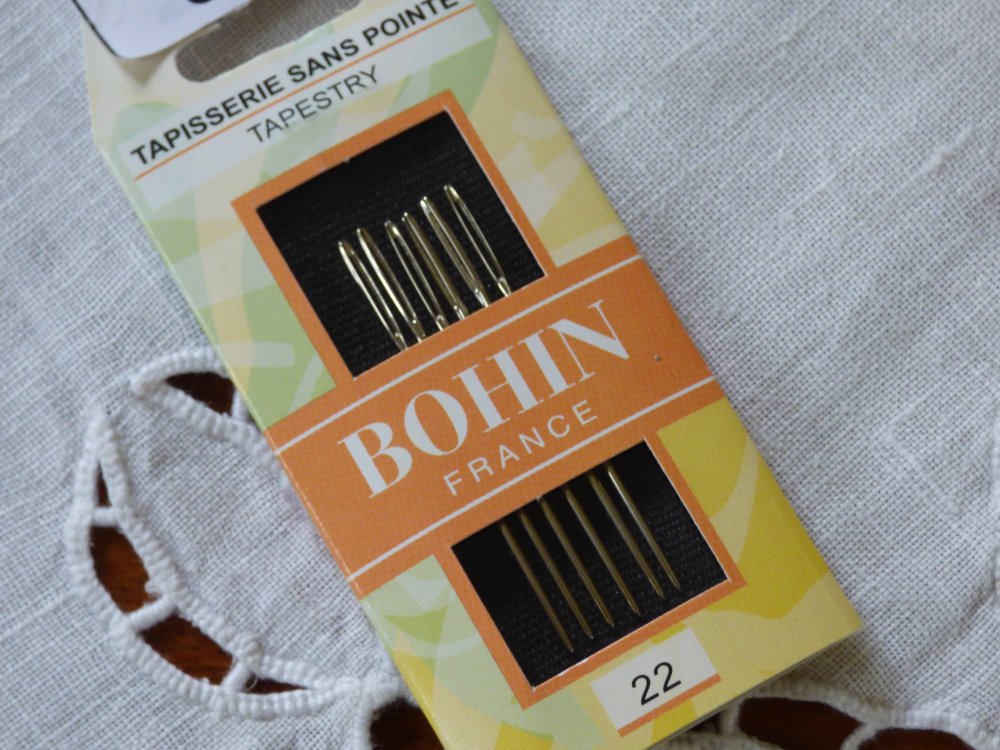 TAPISSERIE SANS POINTE
TAPESTRY
BOHIN
FRANCE
22